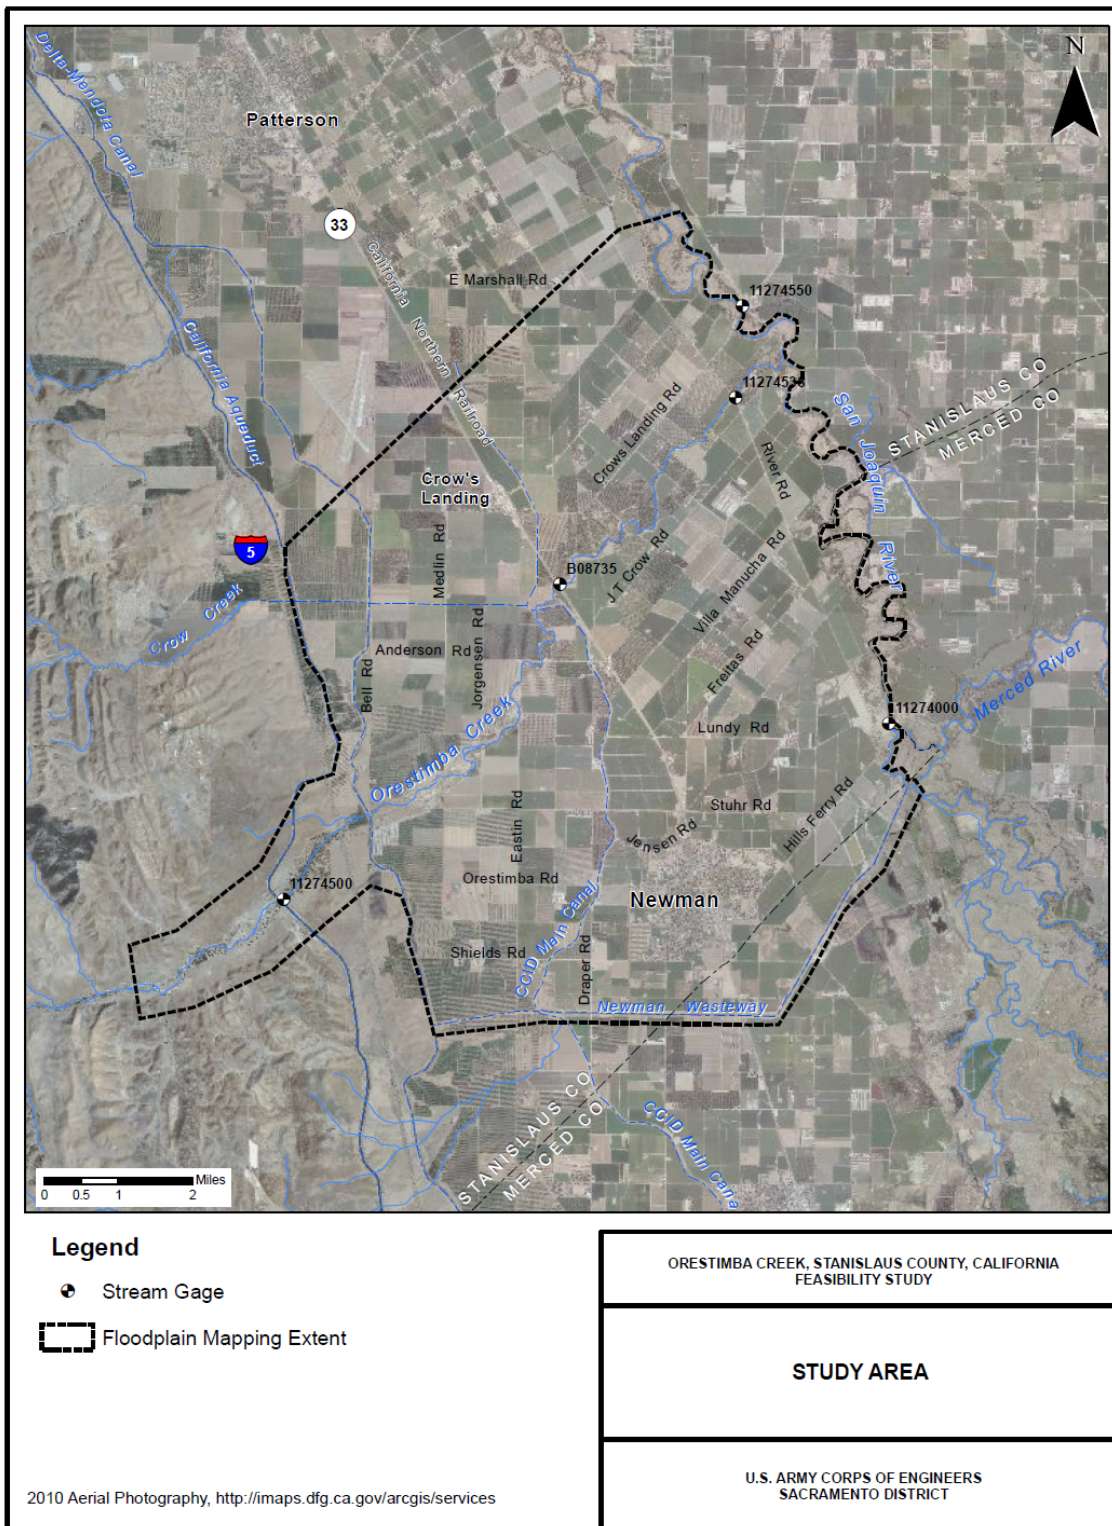 N
Delta-Mendota Canal
Patterson
33
California Northern Railroad
E Marshall Rd
11274550
California Aqueduct
STANISLAUS CO
MERCED CO
Crows Landing Rd
San Joaquin River
River Rd
Crow's
Landing
5
Medlin Rd
B08735
J T Crow Rd
Villa Manucha Rd
Crow Creek
Anderson Rd
Jorgensen Rd
Freitas Rd
Merced River
Bell Rd
11274000
Orestimba Creek
Lundy Rd
Stuhr Rd
Hills Ferry Rd
Eastin Rd
Jensen Rd
11274500
Orestimba Rd
Newman
CCID Main Canal
Shields Rd
Draper Rd
Newman Wasteway
STANISLAUS CO
MERCED CO
CCID Main Cana
Miles
0 0.5 1 2
Legend
Stream Gage
Floodplain Mapping Extent
2010 Aerial Photography, http://imaps.dfg.ca.gov/arcgis/services
ORESTIMBA CREEK, STANISLAUS COUNTY, CALIFORNIA
FEASIBILITY STUDY
STUDY AREA
U.S. ARMY CORPS OF ENGINEERS
SACRAMENTO DISTRICT